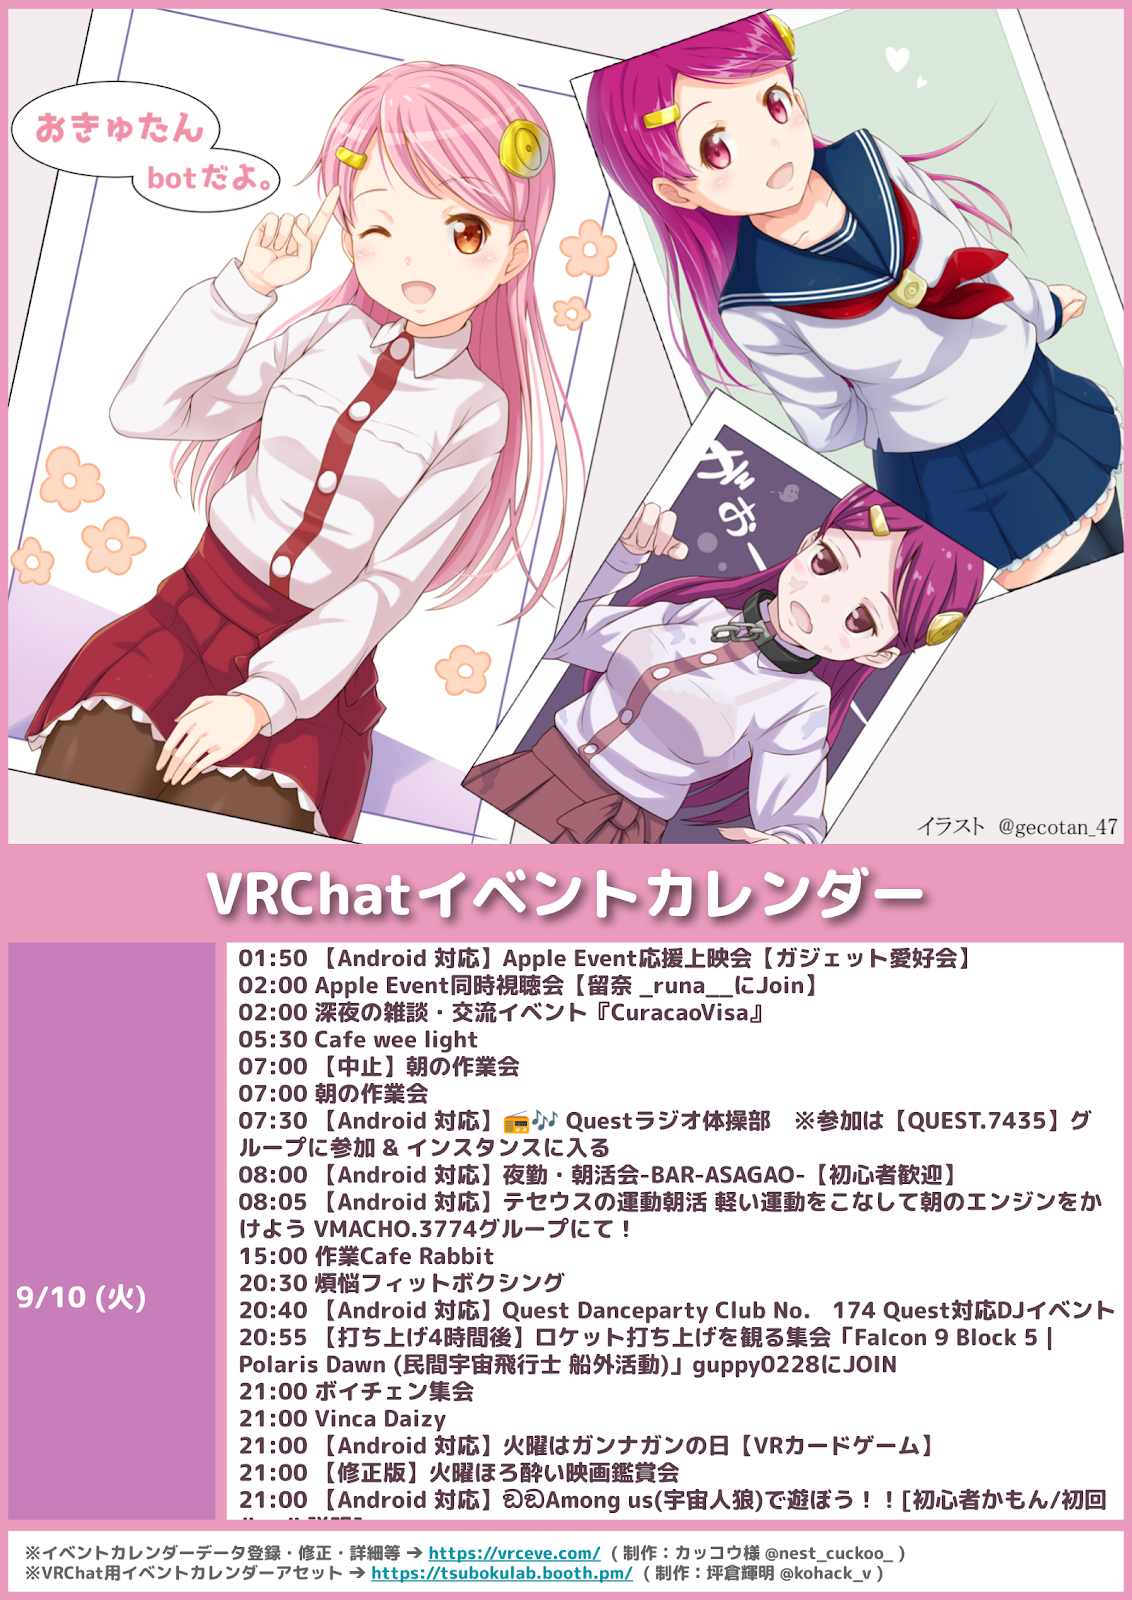 おきゅたん
botだよ。
がおー
イラスト @gecotan_47
VRChatイベントカレンダー
9/10 (火)
01:50 【Android 対応】Apple Event応援上映会【ガジェット愛好会】
02:00 Apple Event同時視聴会【留奈 _runa__にJoin】
02:00 深夜の雑談・交流イベント『CuracaoVisa』
05:30 Cafe wee light
07:00 【中止】朝の作業会
07:00 朝の作業会
07:30 【Android 対応】📻🎶 Questラジオ体操部　※参加は【QUEST.7435】グ
ループに参加 & インスタンスに入る
08:00 【Android 対応】夜勤・朝活会-BAR-ASAGAO-【初心者歓迎】
08:05 【Android 対応】テセウスの運動朝活 軽い運動をこなして朝のエンジンをか
けよう VMACHO.3774グループにて！
15:00 作業Cafe Rabbit
20:30 煩悩フィットボクシング
20:40 【Android 対応】Quest Danceparty Club No.　174 Quest対応DJイベント
20:55 【打ち上げ4時間後】ロケット打ち上げを観る集会「Falcon 9 Block 5 |
Polaris Dawn (民間宇宙飛行士 船外活動)」guppy0228にJOIN
21:00 ボイチェン集会
21:00 Vinca Daizy
21:00 【Android 対応】火曜はガンナガンの日【VRカードゲーム】
21:00 【修正版】火曜ほろ酔い映画鑑賞会
21:00 【Android 対応】ඞඞAmong us(宇宙人狼)で遊ぼう！！[初心者かもん/初回
※イベントカレンダーデータ登録・修正・詳細等 → https://vrceve.com/ （ 制作：カッコウ様 @nest_cuckoo_ ）
※VRChat用イベントカレンダーアセット → https://tsubokulab.booth.pm/ （ 制作：坪倉輝明 @kohack_v ）